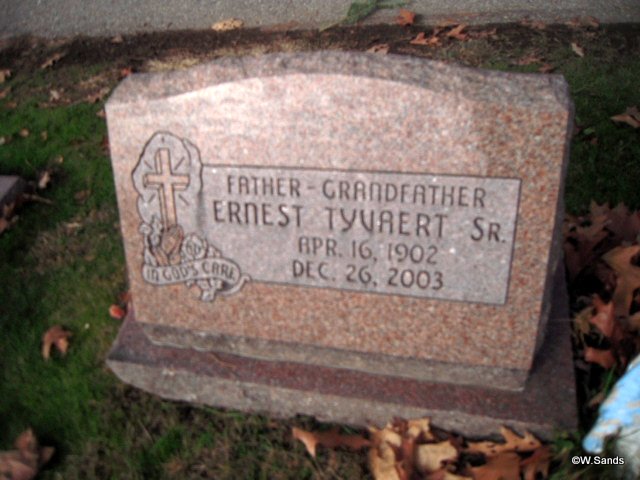 FATHER - GRANDFATHER
ERNEST TYVAERT SR.
APR. 16, 1902
DEC. 26, 2003
IN GOD'S CARE
©W.Sands